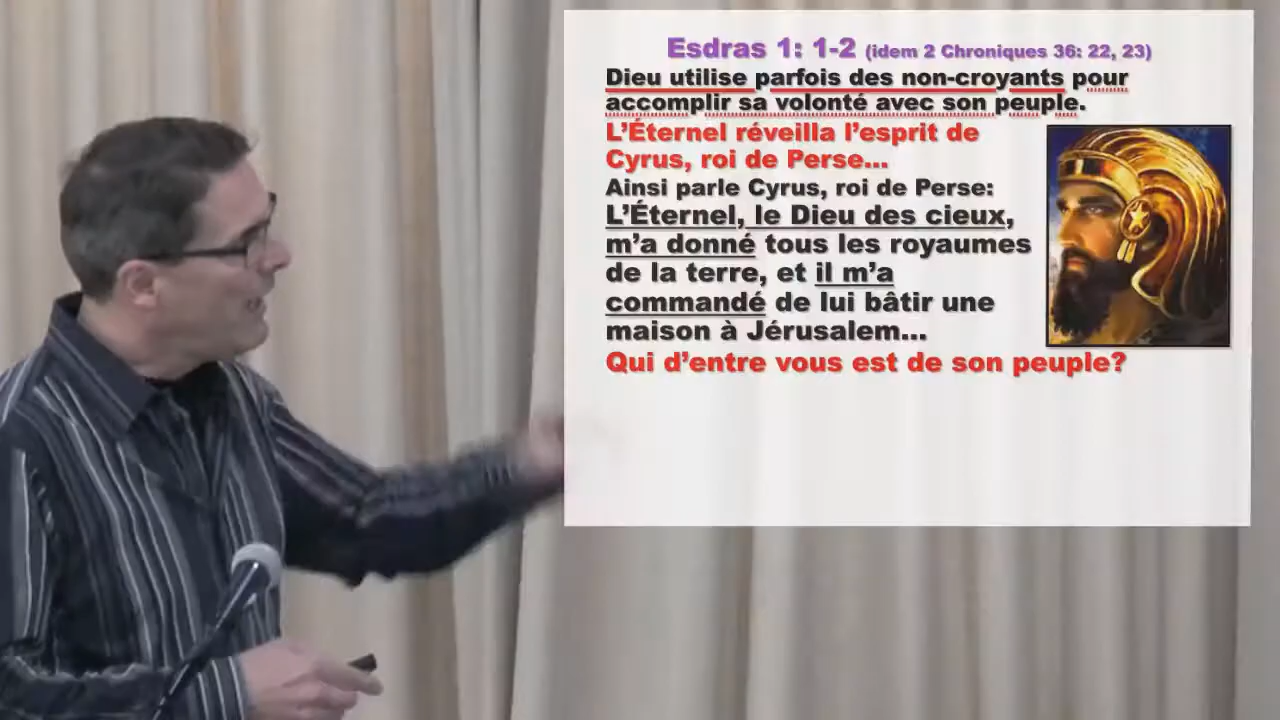 Esdras 1: 1-2 (idem 2 Chroniques 36: 22, 23)
Dieu utilise parfois des non-croyants pour
accomplir sa volonté avec son peuple.
L'Éternel réveilla l'esprit de
Cyrus, roi de Perse...
Ainsi parle Cyrus, roi de Perse:
L'Éternel, le Dieu des cieux,
m'a donné tous les royaumes
de la terre, et il m'a
commandé de lui bâtir une
maison à Jérusalem...
Qui d'entre vous est de son peuple?